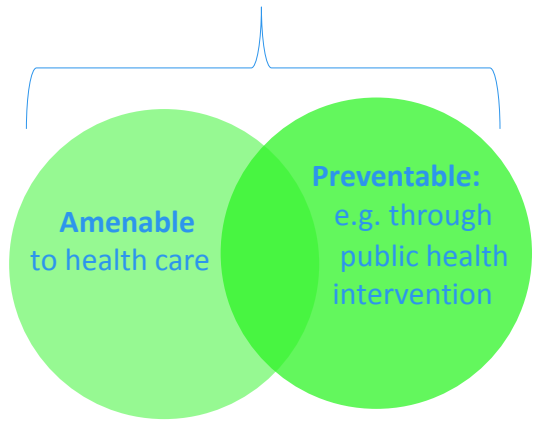 Amenable
to health care
Preventable:
e.g. through
public health
intervention